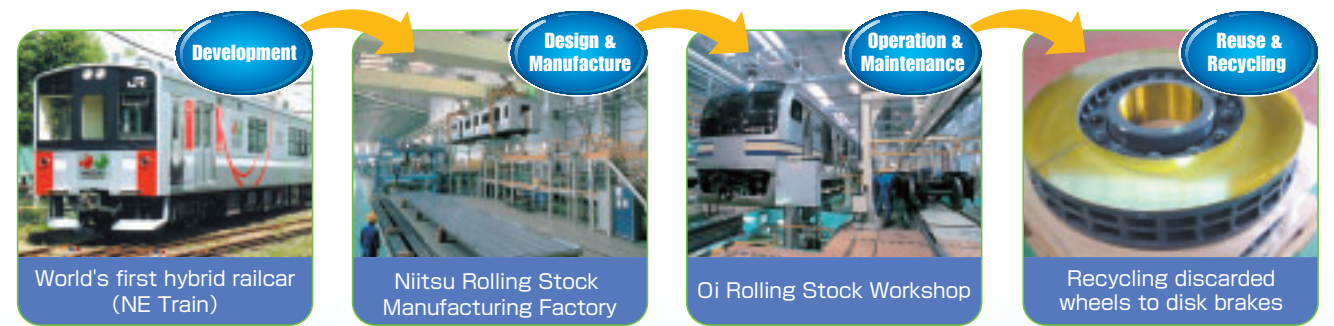 Development
JR
World's first hybrid railcar
(NE Train)
Design &
Manufacture
Niitsu Rolling Stock
Manufacturing Factory
Operation &
Maintenance
Oi Rolling Stock Workshop
Reuse &
Recycling
Recycling discarded
wheels to disk brakes